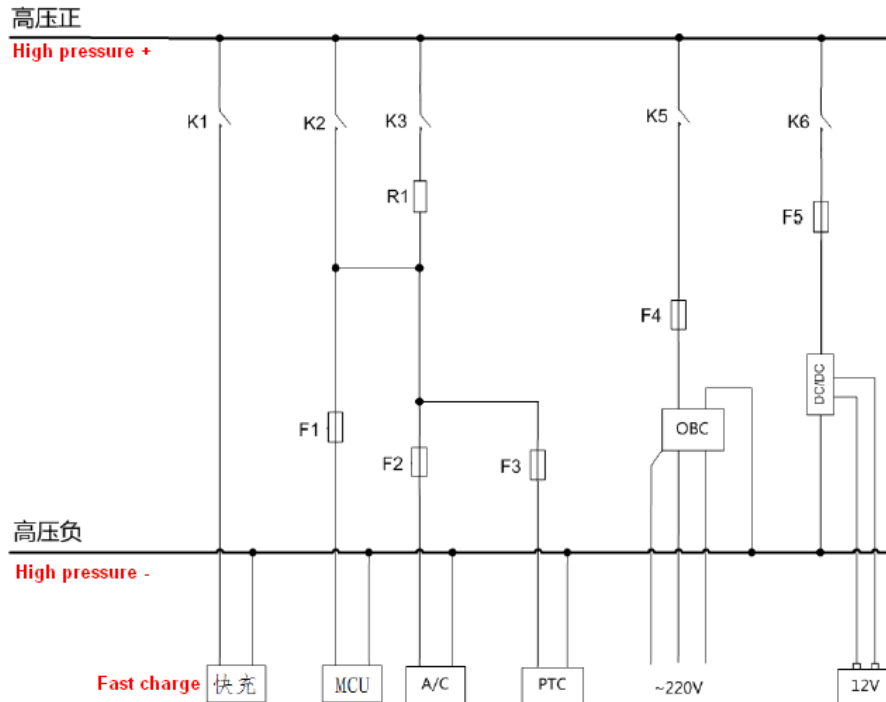 高压正
High pressure +
K1
K2
K3
K5
K6
R1
F5
F4
DC/DC
F1
OBC
F2
F3
高压负
High pressure -
Fast charge
快充
MCU
A/C
PTC
~220V
12V